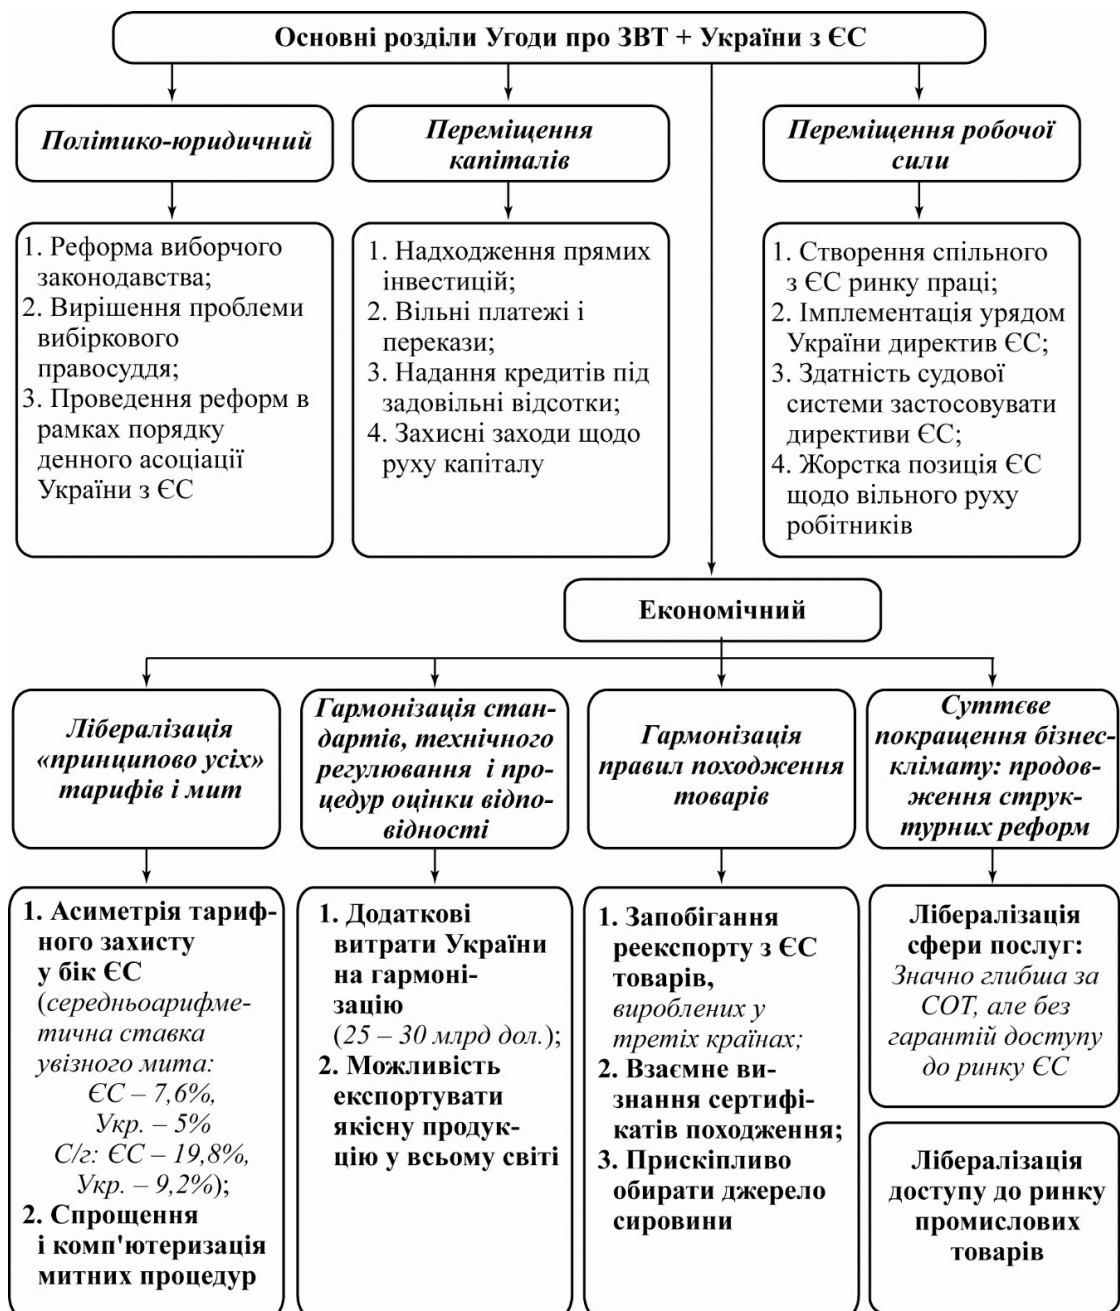 Основні розділи Угоди про ЗВТ + України з ЄС
Політико-юридичний
Переміщення
капіталів
Переміщення робочої
сили
1. Реформа виборчого
законодавства;
2. Вирішення проблеми
вибіркового
правосуддя;
3. Проведення реформ в
рамках порядку
денного асоціації
України з ЄС
1. Надходження прямих
інвестицій;
2. Вільні платежі і
перекази;
3. Надання кредитів під
задовільні відсотки;
4. Захисні заходи щодо
руху капіталу
1. Створення спільного
з ЄС ринку праці;
2. Імплементація урядом
України директив ЄС;
3. Здатність судової
системи застосовувати
директиви ЄС;
4. Жорстка позиція ЄС
щодо вільного руху
робітників
Економічний
Лібералізація
«принципово усіх»
тарифів і мит
Гармонізація стан-
дартів, технічного
регулювання і про-
цедур оцінки відпо-
відності
Гармонізація
правил походження
товарів
Суттєве
покращення бізнес-
клімату: продов-
ження струк-
турних реформ
1. Асиметрія тариф-
ного захисту
у бік ЄС
(середньоарифме-
тична ставка
увізного мита:
ЄС – 7,6%,
Укр. – 5%
С/г: ЄС – 19,8%,
Укр. – 9,2%);
2. Спрощення
і комп'ютеризація
митних процедур
1. Додаткові
витрати України
на гармоні-
зацію
(25 – 30 млрд дол.);
2. Можливість
експортувати
якісну продук-
цію у всьому світі
1. Запобігання
реекспорту з ЄС
товарів,
вироблених у
третіх країнах;
2. Взаємне ви-
знання сертифі-
катів походження;
3. Прискіпливо
обирати джерело
сировини
Лібералізація
сфери послуг:
Значно глибша за
СОТ, але без
гарантій доступу
до ринку ЄС
Лібералізація
доступу до ринку
промислових
товарів